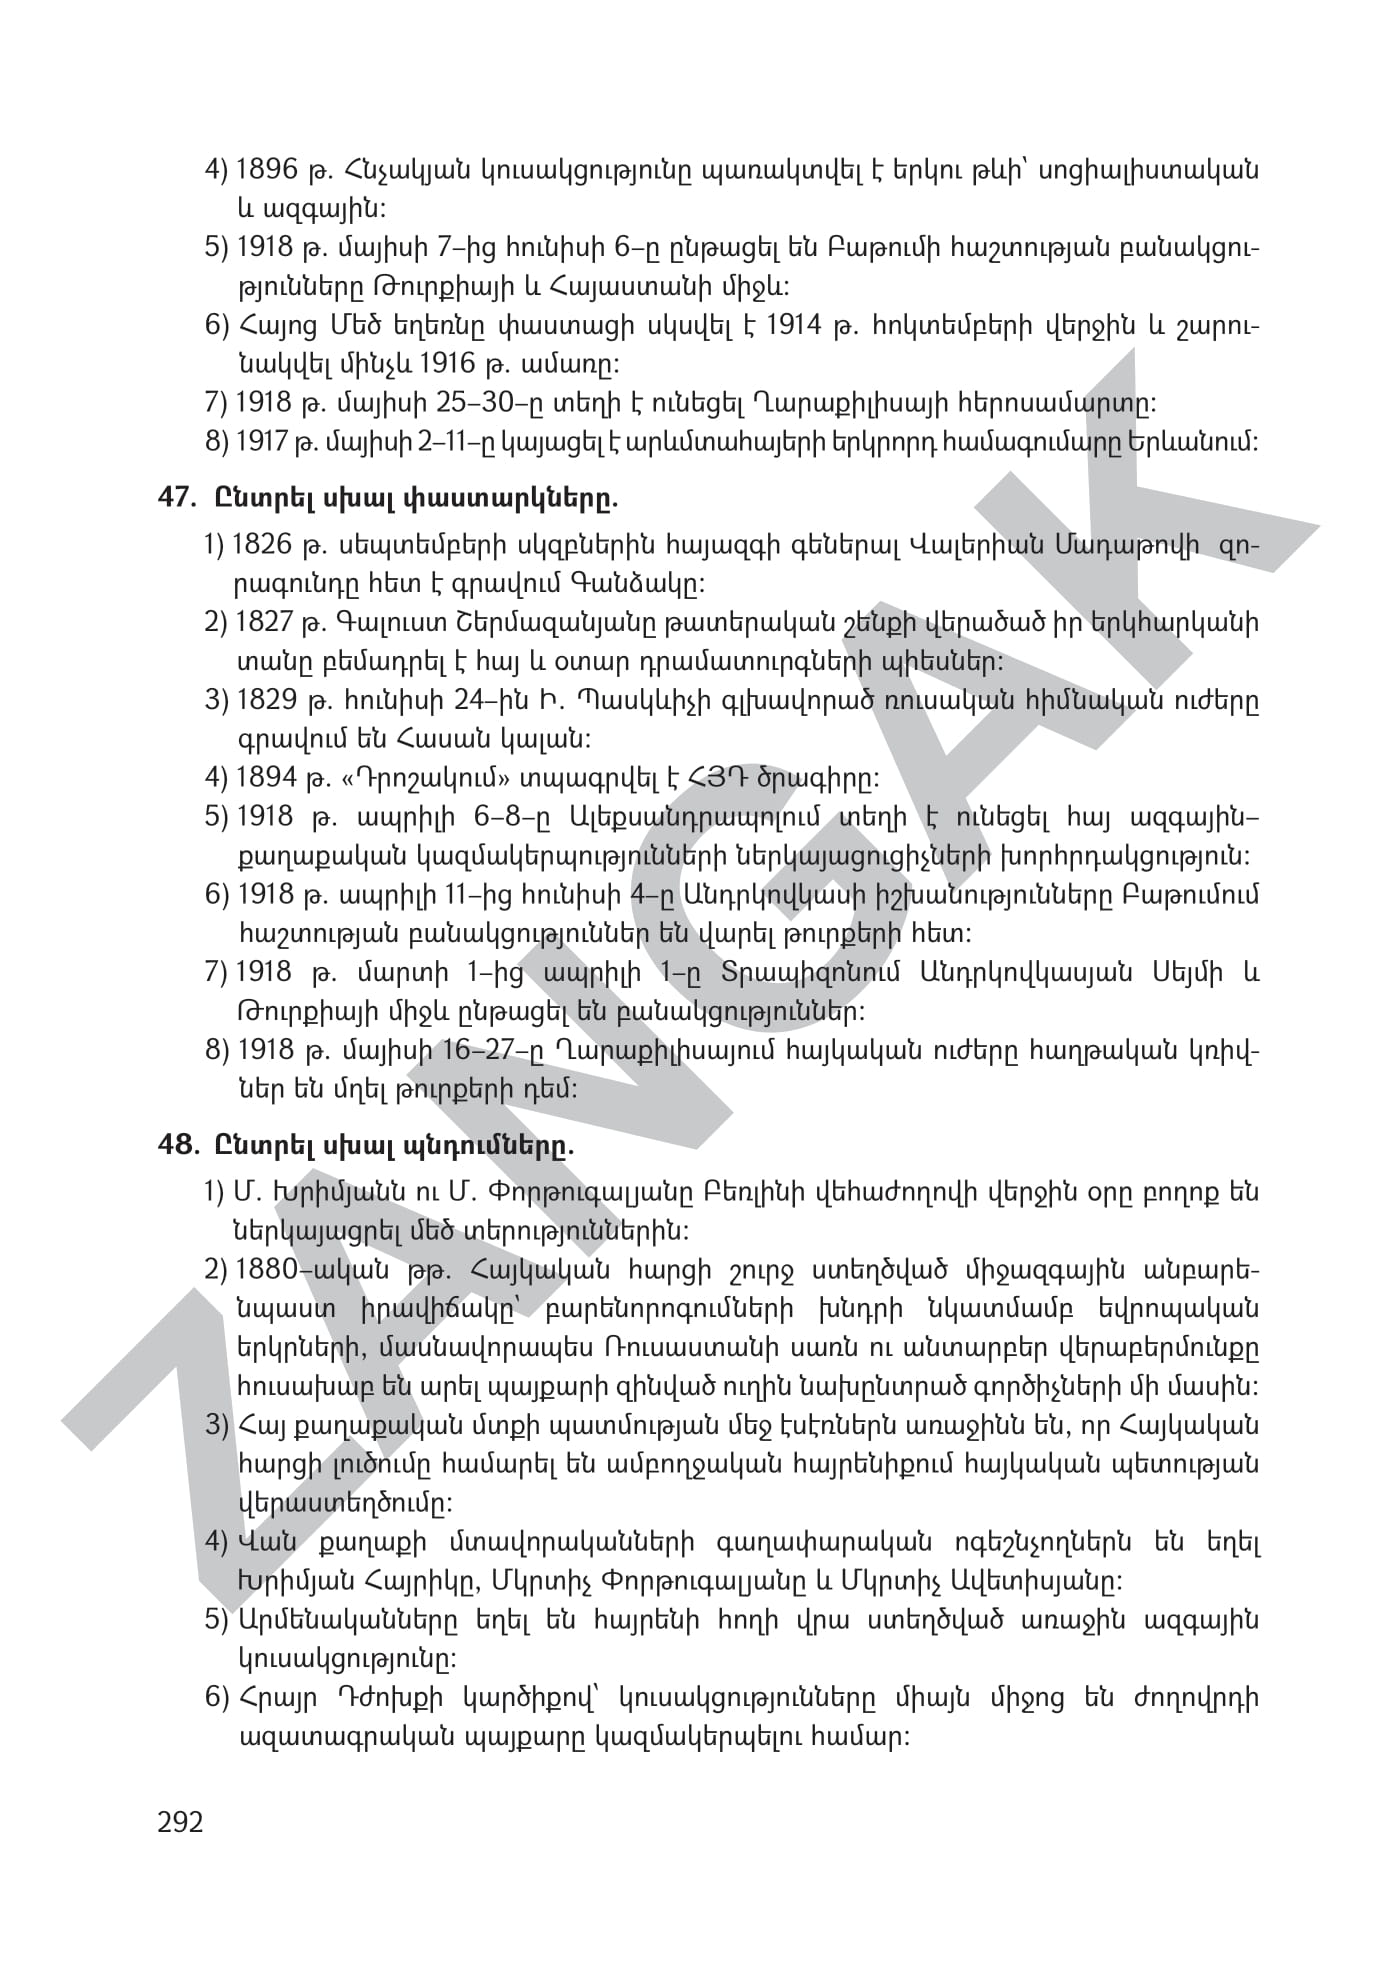 4) 1896 թ. Հնչակյան կուսակցությունը պառակտվել է երկու թևի՝ սոցիալիստական
և ազգային:
5) 1918 թ. մայիսի 7–ից հունիսի 6–ը ընթացել են Բաթումի հաշտության բանակցու-
թյունները Թուրքիայի և Հայաստանի միջև:
6) Հայոց Մեծ եղեռնը փաստացի սկսվել է 1914 թ. հոկտեմբերի վերջին և շարու-
նակվել մինչև 1916 թ. ամառը:
7) 1918 թ. մայիսի 25–30–ը տեղի է ունեցել Ղարաքիլիսայի հերոսամարտը:
8) 1917 թ. մայիսի 2–11–ը կայացել է արևմտահայերի երկրորդ համագումարը Երևանում:
47. Ընտրել սխալ փաստարկները.
1) 1826 թ. սեպտեմբերի սկզբներին հայազգի գեներալ Վալերիան Մադաթովի զո-
րագունդը հետ է գրավում Գանձակը:
2) 1827 թ. Գալուստ Շերմազանյանը թատերական շենքի վերածած իր երկհարկանի
տանը բեմադրել է հայ և օտար դրամատուրգների պիեսներ:
3) 1829 թ. հունիսի 24–ին Ի. Պասկևիչի գլխավորած ռուսական հիմնական ուժերը
գրավում են Հասան կալան:
4) 1894 թ. «Դրոշակում» տպագրվել է ՀՅԴ ծրագիրը:
5) 1918 թ. ապրիլի 6–8–ը Ալեքսանդրապոլում տեղի է ունեցել հայ ազգային–
քաղաքական կազմակերպությունների ներկայացուցիչների խորհրդակցություն:
6) 1918 թ. ապրիլի 11–ից հունիսի 4–ը Անդրկովկասի իշխանությունները Բաթումում
հաշտության բանակցություններ են վարել թուրքերի հետ:
7) 1918 թ. մարտի 1–ից ապրիլի 1–ը Տրապիզոնում Անդրկովկասյան Սեյմի և
Թուրքիայի միջև ընթացել են բանակցություններ:
8) 1918 թ. մայիսի 16–27–ը Ղարաքիլիսայում հայկական ուժերը հաղթական կռիվ-
ներ են մղել թուրքերի դեմ:
48. Ընտրել սխալ պնդումները.
1) Մ. Խրիմյանն ու Մ. Փորթուգալյանը Բեռլինի վեհաժողովի վերջին օրը բողոք են
ներկայացրել մեծ տերություններին:
2) 1880–ական թթ. Հայկական հարցի շուրջ ստեղծված միջազգային անբարե-
նպաստ իրավիճակը՝ բարենորոգումների խնդրի նկատմամբ եվրոպական
երկրների, մասնավորապես Ռուսաստանի սառն ու անտարբեր վերաբերմունքը
հուսախաբ են արել պայքարի զինված ուղին նախընտրած գործիչների մի մասին:
3) Հայ քաղաքական մտքի պատմության մեջ էսէռներն առաջինն են, որ Հայկական
հարցի լուծումը համարել են ամբողջական հայրենիքում հայկական պետության
վերաստեղծումը:
4) Վան քաղաքի մտավորականների գաղափարական ոգեշնչողներն են եղել
Խրիմյան Հայրիկը, Մկրտիչ Փորթուգալյանը և Մկրտիչ Ավետիսյանը:
5) Արմենականները եղել են հայրենի հողի վրա ստեղծված առաջին ազգային
կուսակցությունը:
6) Հրայր Դժոխքի կարծիքով՝ կուսակցությունները միայն միջոց են ժողովրդի
ազատագրական պայքարը կազմակերպելու համար:
292
ZANGAK